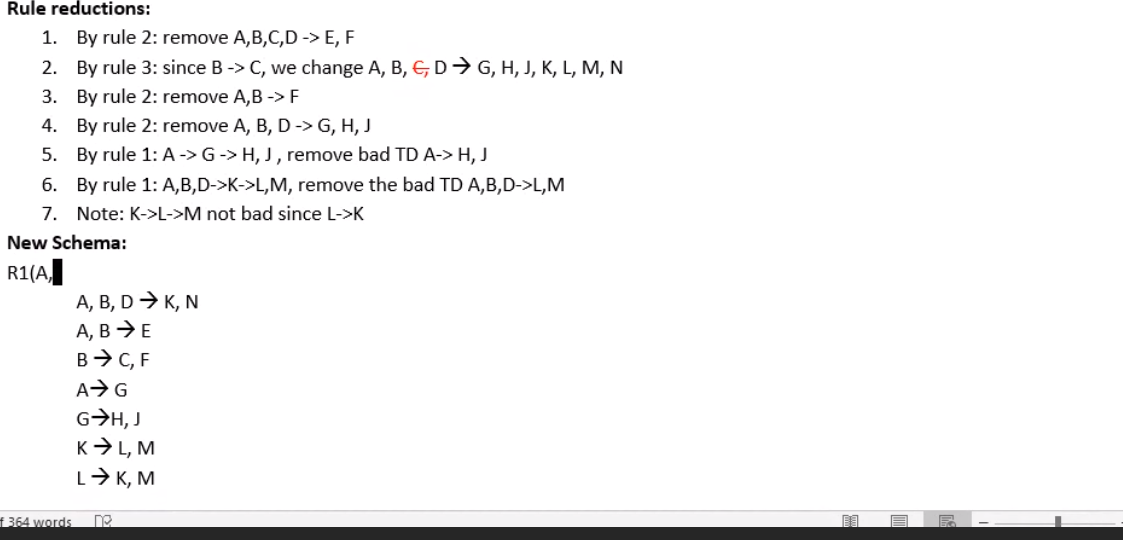 Rule reductions:
1. By rule 2: remove A,B,C,D -> E, F
2. By rule 3: since B -> C, we change A, B, C, D → G, H, J, K, L, M, N
3. By rule 2: remove A,B -> F
4. By rule 2: remove A, B, D -> G, H, J
5. By rule 1: A -> G -> H, J , remove bad TD A-> H, J
6. By rule 1: A,B,D->K->L,M, remove the bad TD A,B,D->L,M
7. Note: K->L->M not bad since L->K
New Schema:
R1(A,
A, B, D → K, N
A, B → E
B → C, F
A→ G
G→H, J
K → L, M
L → K, M
f 364 words